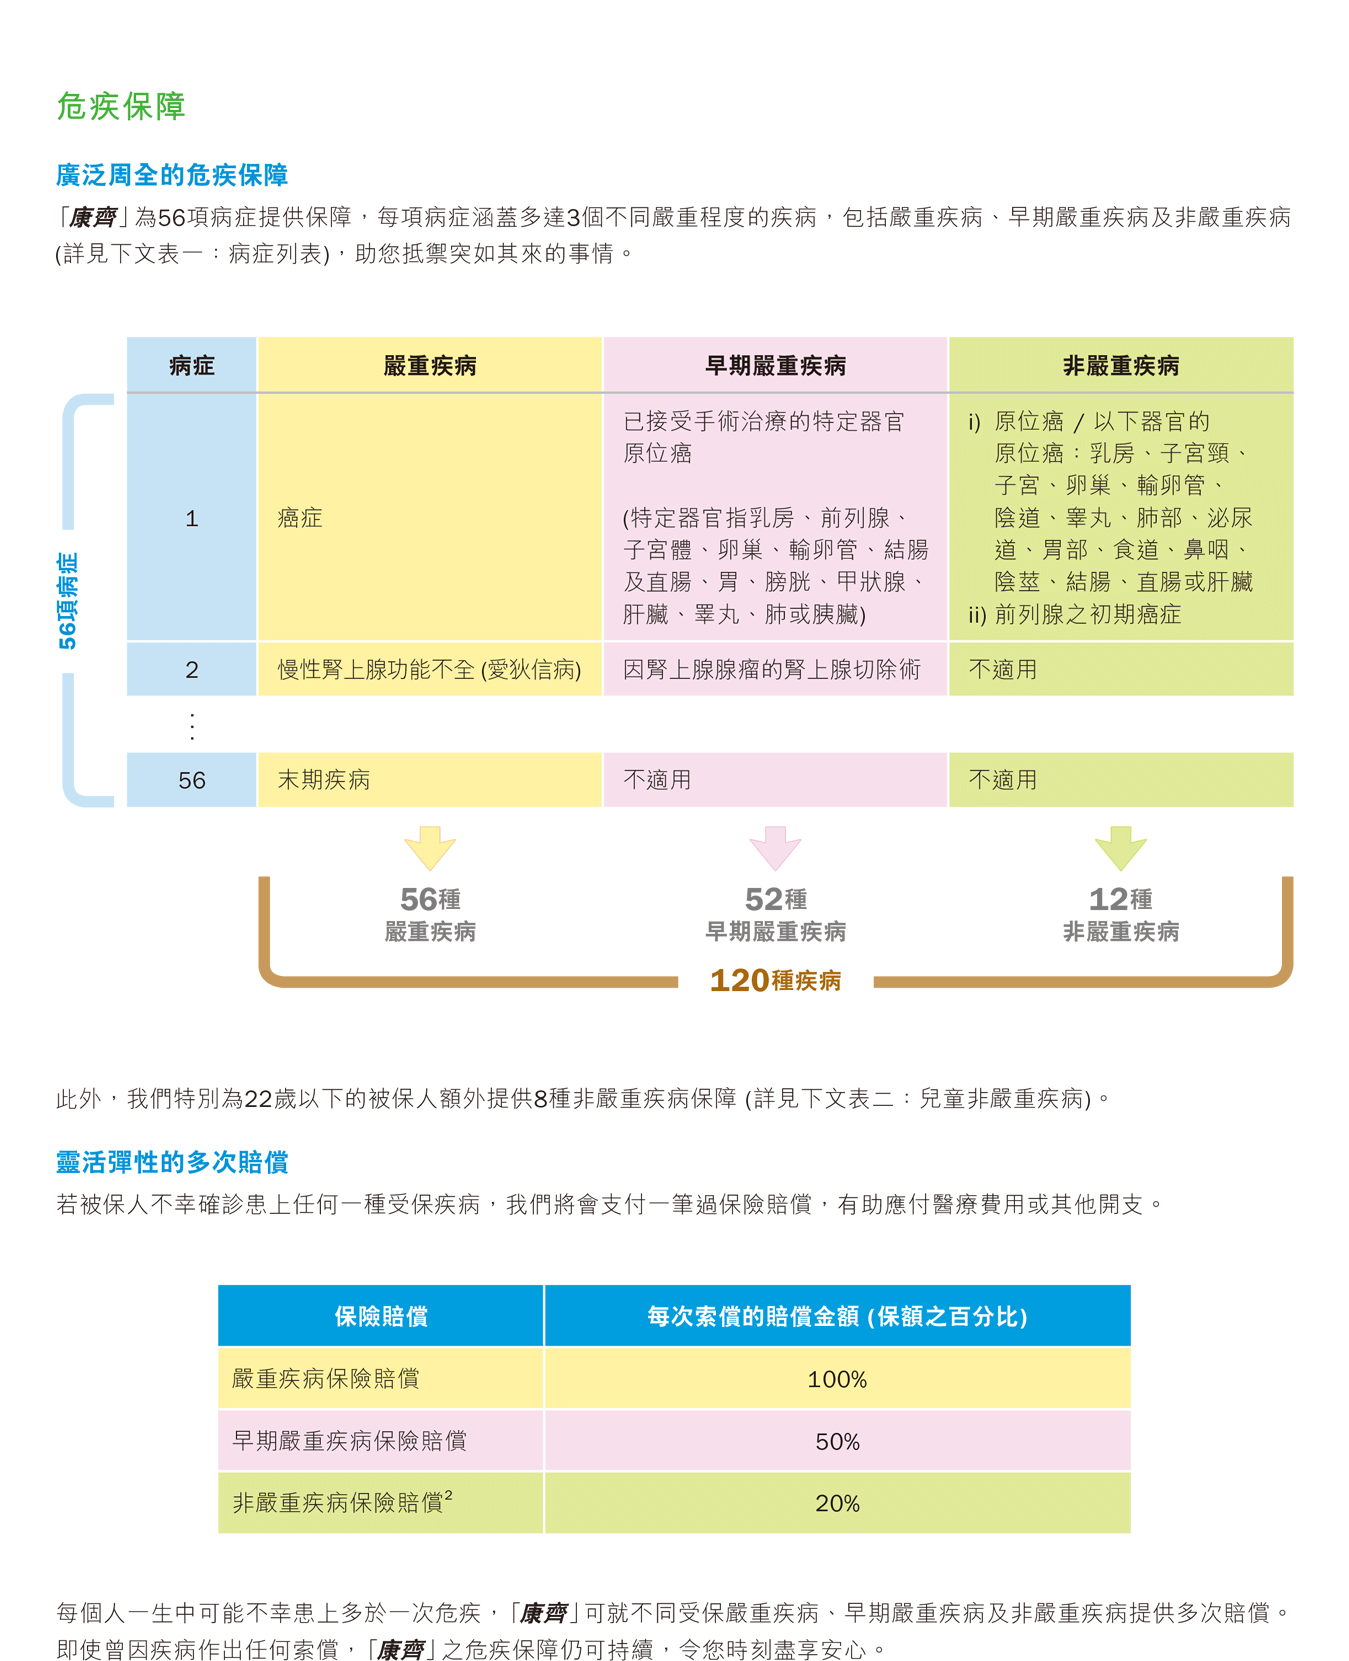 危疾保障
廣泛周全的危疾保障
「康齊」為56項病症提供保障，每項病症涵蓋多達3個不同嚴重程度的疾病，包括嚴重疾病、早期嚴重疾病及非嚴重疾病
(詳見下文表一：病症列表)，助您抵禦突如其來的事情。
病症 嚴重疾病 早期嚴重疾病 非嚴重疾病
56項病症
1
癌症
已接受手術治療的特定器官
原位癌
(特定器官指乳房、前列腺、
子宮體、卵巢、輸卵管、結腸
及直腸、胃、膀胱、甲狀腺、
肝臟、睪丸、肺或胰臟)
i) 原位癌 / 以下器官的
原位癌：乳房、子宮頸、
子宮、卵巢、輸卵管、
陰道、睪丸、肺部、泌尿
道、胃部、食道、鼻咽、
陰莖、結腸、直腸或肝臟
ii) 前列腺之初期癌症
2 慢性腎上腺功能不全 (愛狄信病) 因腎上腺腺瘤的腎上腺切除術 不適用
⋮
56 末期疾病 不適用 不適用
56種 52種 12種
嚴重疾病 早期嚴重疾病 非嚴重疾病
120種疾病
此外，我們特別為22歲以下的被保人額外提供8種非嚴重疾病保障 (詳見下文表二：兒童非嚴重疾病)。
靈活彈性的多次賠償
若被保人不幸確診患上任何一種受保疾病，我們將會支付一筆過保險賠償，有助應付醫療費用或其他開支。
保險賠償 每次索償的賠償金額 (保額之百分比)
嚴重疾病保險賠償 100%
早期嚴重疾病保險賠償 50%
非嚴重疾病保險賠償² 20%
每個人一生中可能不幸患上多於一次危疾，「康齊」可就不同受保嚴重疾病、早期嚴重疾病及非嚴重疾病提供多次賠償。
即使曾因疾病作出任何索償，「康齊」之危疾保障仍可持續，令您時刻盡享安心。